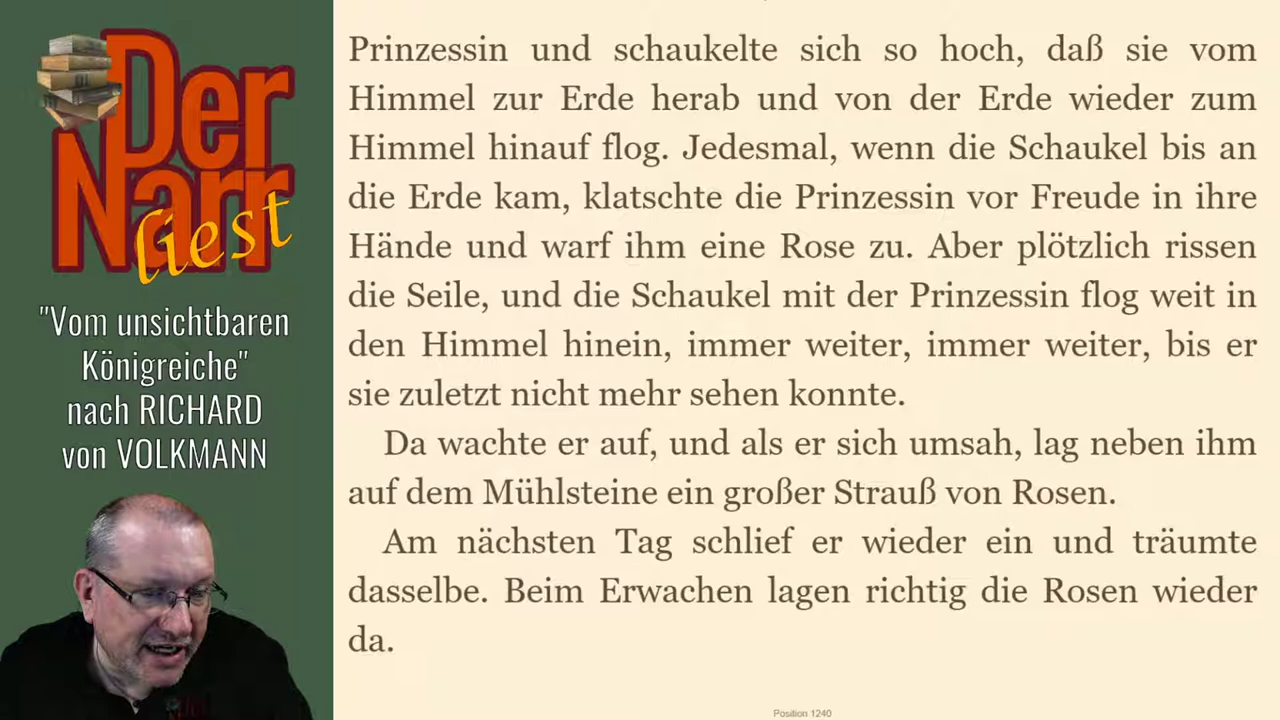 Der
Narr
liest
"Vom unsichtbaren
Königreiche"
nach RICHARD
von VOLKMANN
Prinzessin und schaukelte sich so hoch, daß sie vom
Himmel zur Erde herab und von der Erde wieder zum
Himmel hinauf flog. Jedesmal, wenn die Schaukel bis an
die Erde kam, klatschte die Prinzessin vor Freude in ihre
Hände und warf ihm eine Rose zu. Aber plötzlich rissen
die Seile, und die Schaukel mit der Prinzessin flog weit in
den Himmel hinein, immer weiter, immer weiter, bis er
sie zuletzt nicht mehr sehen konnte.
Da wachte er auf, und als er sich umsah, lag neben ihm
auf dem Mühlsteine ein großer Strauß von Rosen.
Am nächsten Tag schlief er wieder ein und träumte
dasselbe. Beim Erwachen lagen richtig die Rosen wieder
da.
Position 1240